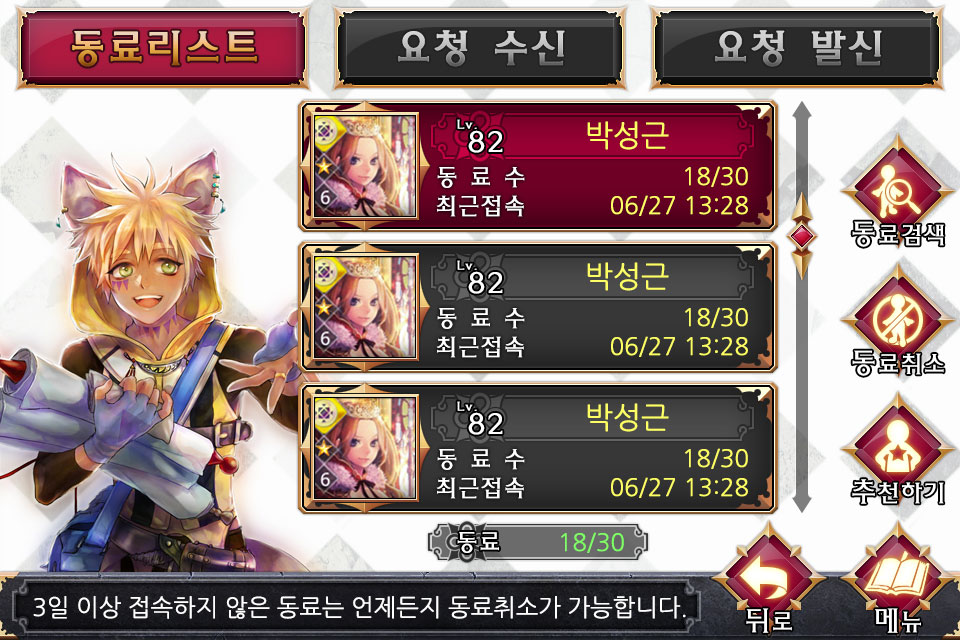 동료리스트
요청 수신
요청 발신
Lv. 82 박성근
동 료 수 18/30
최근접속 06/27 13:28
6
Lv. 82 박성근
동 료 수 18/30
최근접속 06/27 13:28
6
Lv. 82 박성근
동 료 수 18/30
최근접속 06/27 13:28
6
동료검색
동료취소
추천하기
동료 18/30
3일 이상 접속하지 않은 동료는 언제든지 동료취소가 가능합니다.
뒤로
메뉴